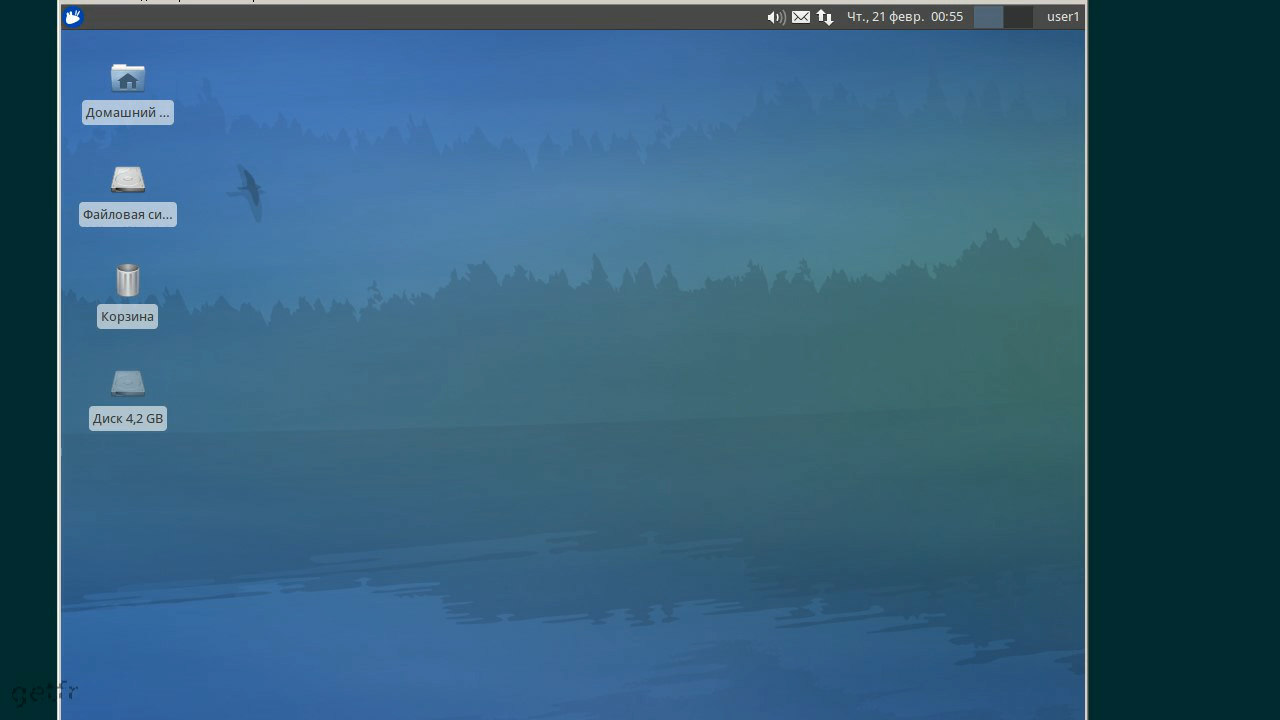 Чт., 21 февр. 00:55 user1
Домашний ...
Файловая си...
Корзина
Диск 4,2 GB
getfr